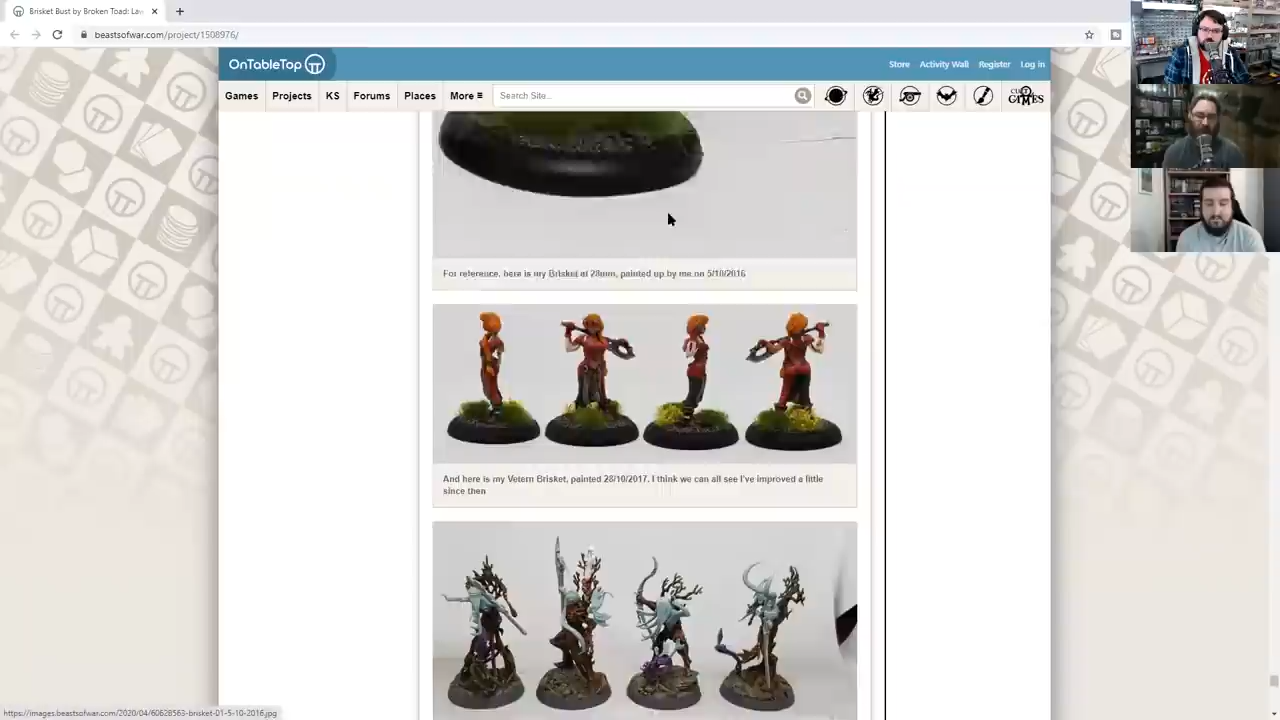 Brisket Bust by Broken Toad: La
beastsofwar.com/project/1508976/
OnTableTop
Store Activity Wall Register Log in
Games Projects KS Forums Places More Search Site...
For reference, here is my Brisket at 28mm, painted up by me on 5/10/2016
And here is my Vetern Brisket, painted 28/10/2017. I think we can all see I've improved a little
since then
https://images.beastsofwar.com/2020/04/60628563-brisket-01-5-10-2016.jpg